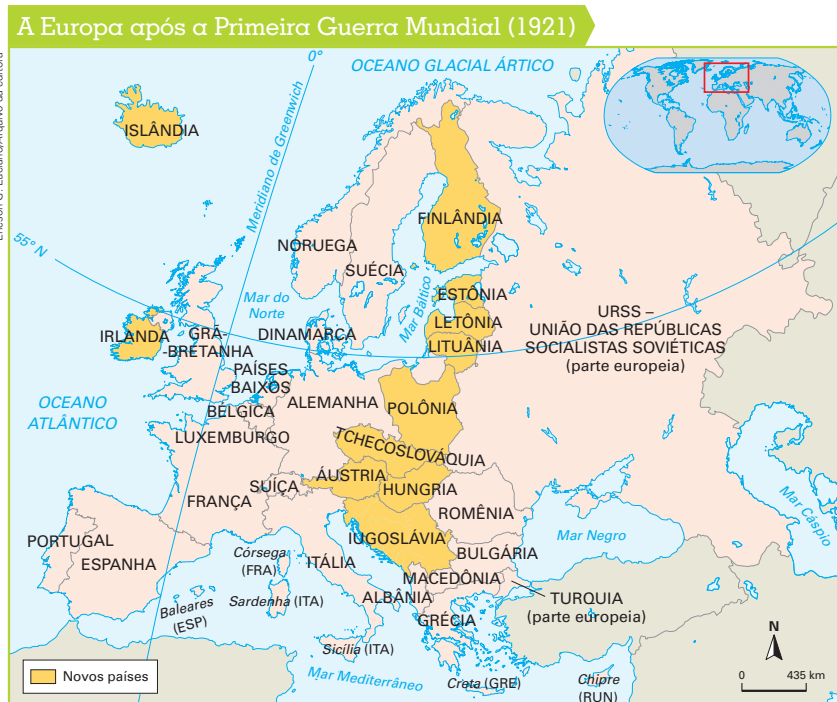 A Europa após a Primeira Guerra Mundial (1921)
0°
OCEANO GLACIAL ÁRTICO
ISLÂNDIA
Meridiano de Greenwich
FINLÂNDIA
55° N
NORUEGA
SUÉCIA
Mar do
Norte
Mar Báltico
ESTÔNIA
LETÔNIA
LITUÂNIA
URSS –
UNIÃO DAS REPÚBLICAS
SOCIALISTAS SOVIÉTICAS
(parte europeia)
IRLANDA
GRÃ-
-BRETANHA
DINAMARCA
PAÍSES
BAIXOS
OCEANO
ATLÂNTICO
BÉLGICA
ALEMANHA
POLÔNIA
LUXEMBURGO
TCHECOSLOVÁQUIA
SUÍÇA
ÁUSTRIA
HUNGRIA
FRANÇA
ROMÊNIA
Mar Cáspio
PORTUGAL
ESPANHA
Córsega
(FRA)
ITÁLIA
IUGOSLÁVIA
Mar Negro
BULGÁRIA
MACEDÔNIA
Baleares
(ESP)
Sardenha (ITA)
ALBÂNIA
TURQUIA
(parte europeia)
GRÉCIA
Sicília (ITA)
N
Novos países
Mar Mediterrâneo
Creta (GRE)
Chipre
(RUN)
0 435 km